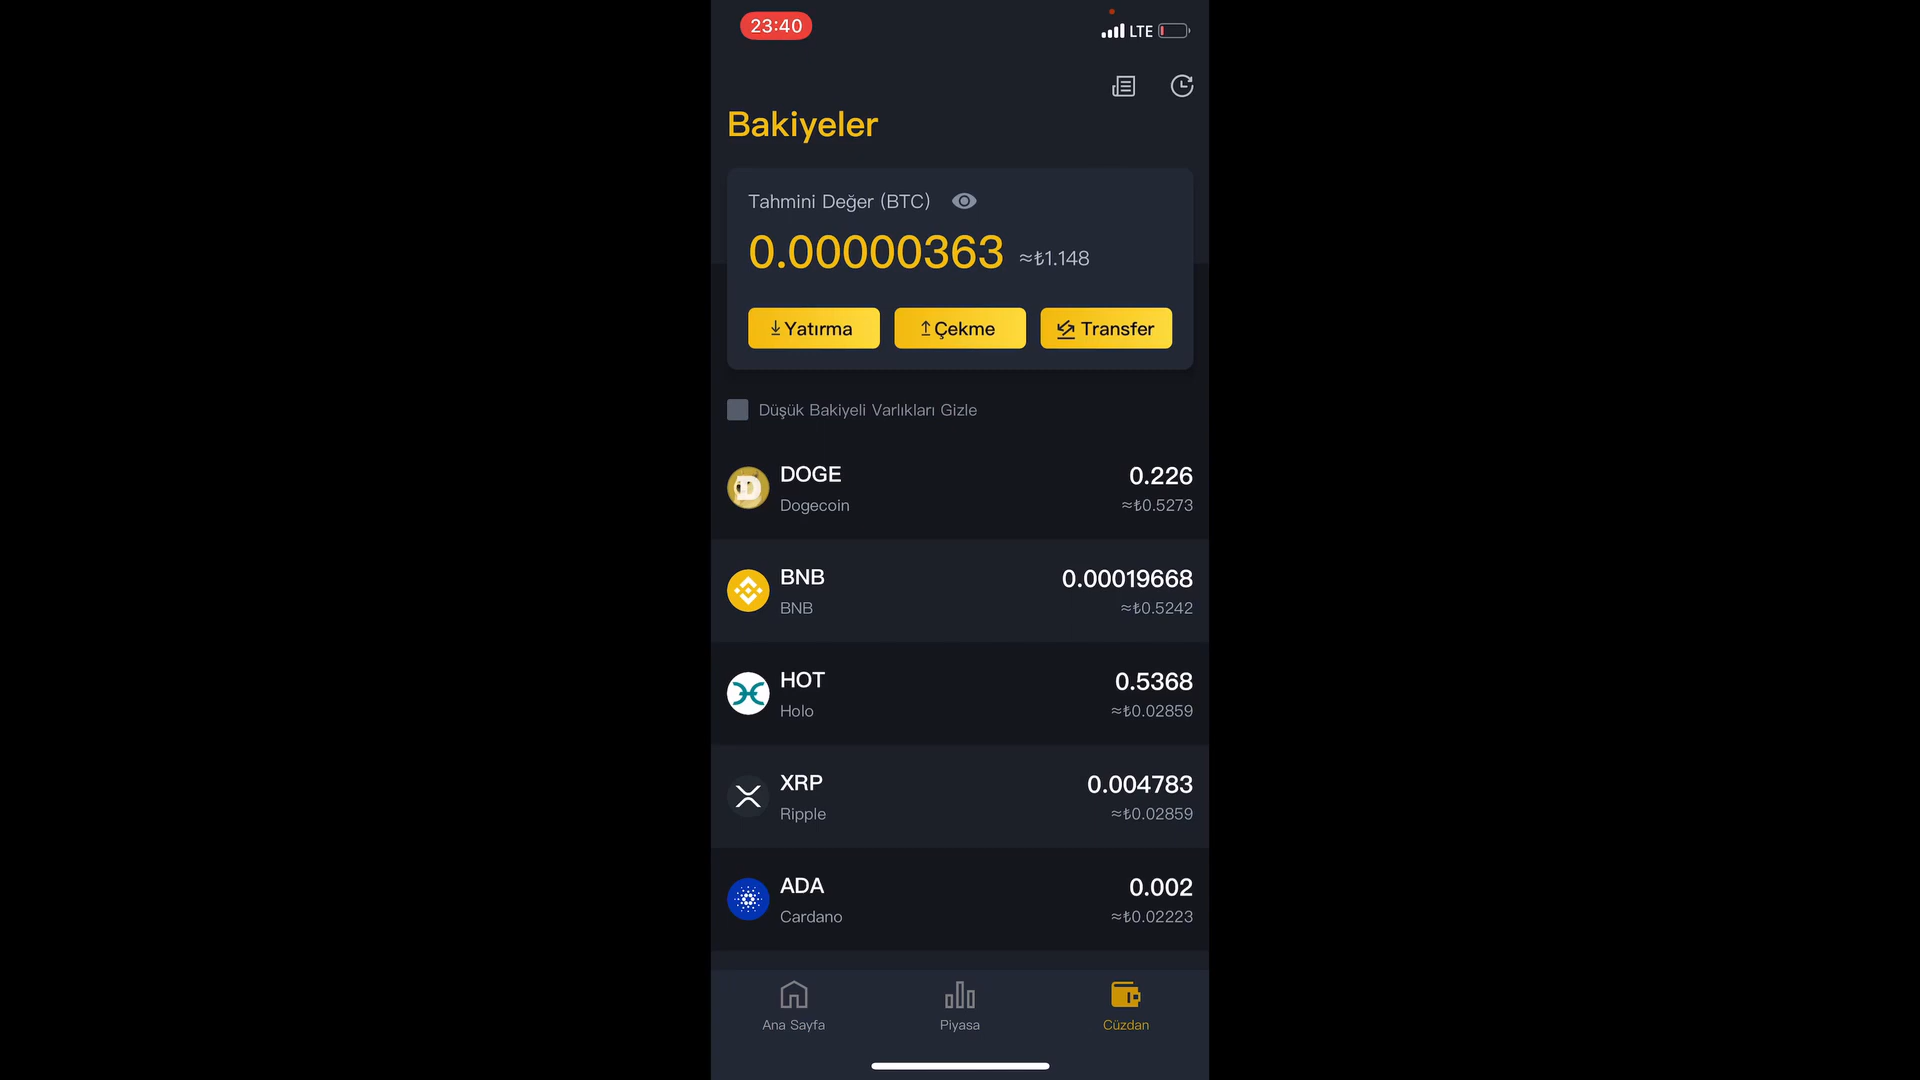 23:40
LTE
Bakiyeler
Tahmini Değer (BTC)
0.00000363 ≈₺1.148
Yatırma
Çekme
Transfer
Düşük Bakiyeli Varlıkları Gizle
DOGE 0.226
Dogecoin ≈₺0.5273
BNB 0.00019668
BNB ≈₺0.5242
HOT 0.5368
Holo ≈₺0.02859
XRP 0.004783
Ripple ≈₺0.02859
ADA 0.002
Cardano ≈₺0.02223
Ana Sayfa
Piyasa
Cüzdan